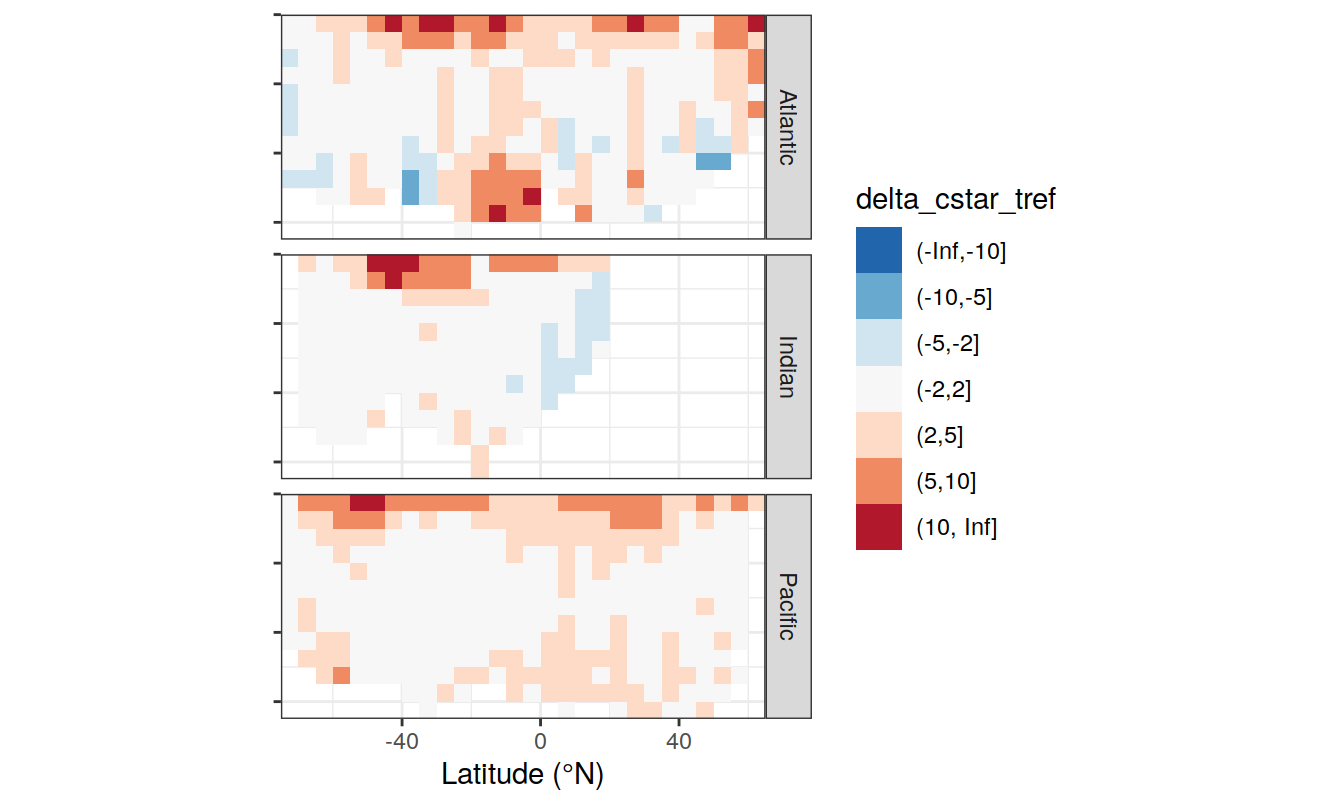 Atlantic
Indian
Pacific
-40 0 40
Latitude (°N)
delta_cstar_tref
(-Inf,-10]
(-10,-5]
(-5,-2]
(-2,2]
(2,5]
(5,10]
(10, Inf]